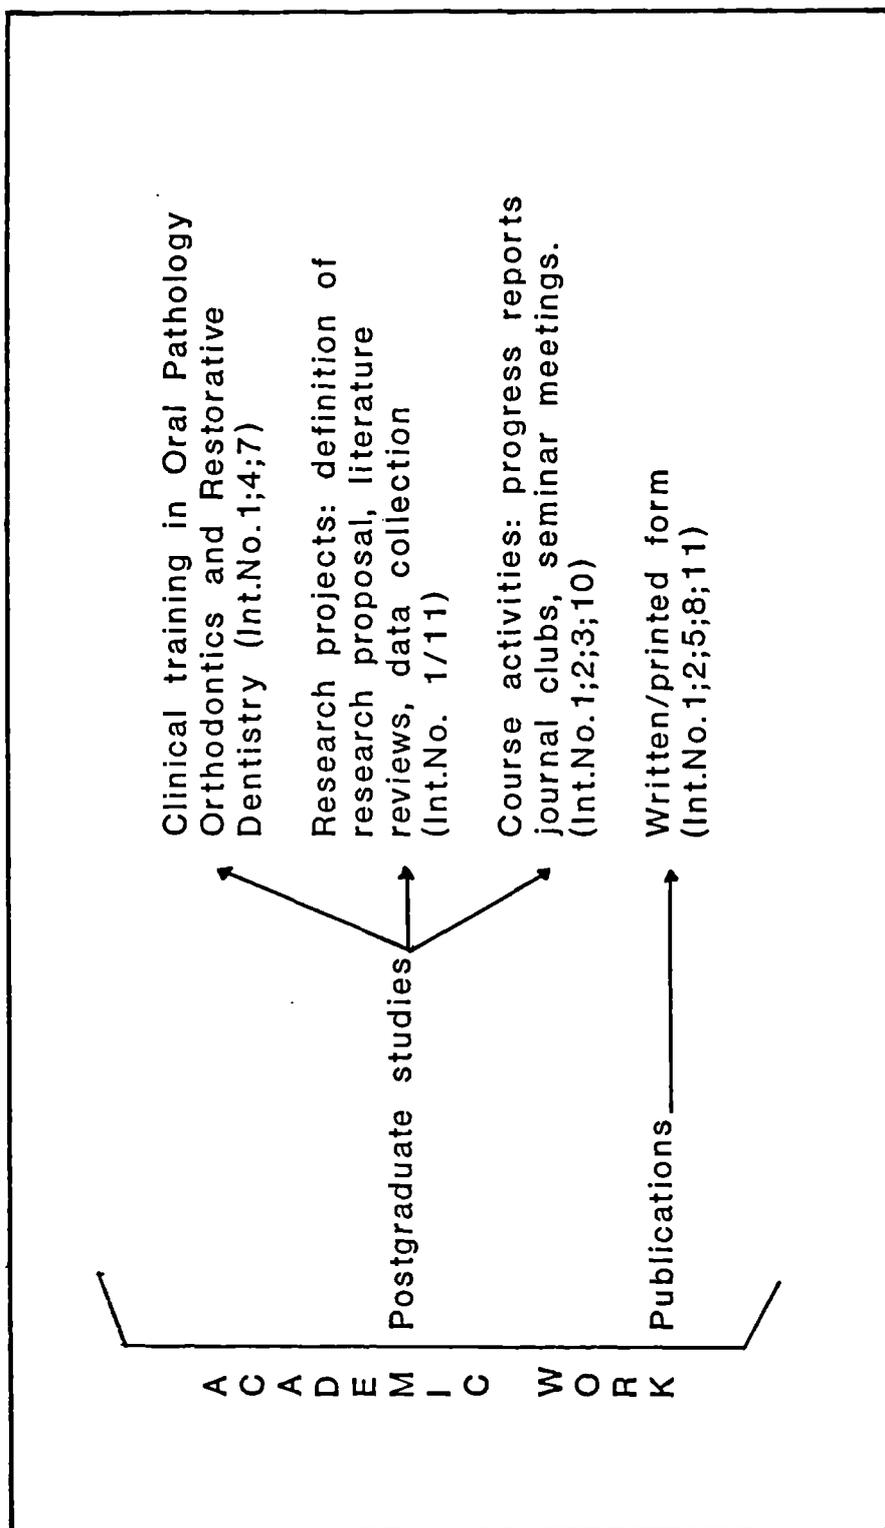 ACADEMIC WORK
Postgraduate studies
Clinical training in Oral Pathology
Orthodontics and Restorative
Dentistry (Int.No.1;4;7)
Research projects: definition of
research proposal, literature
reviews, data collection
(Int.No. 1/11)
Course activities: progress reports
journal clubs, seminar meetings.
(Int.No.1;2;3;10)
Publications
Written/printed form
(Int.No.1;2;5;8;11)